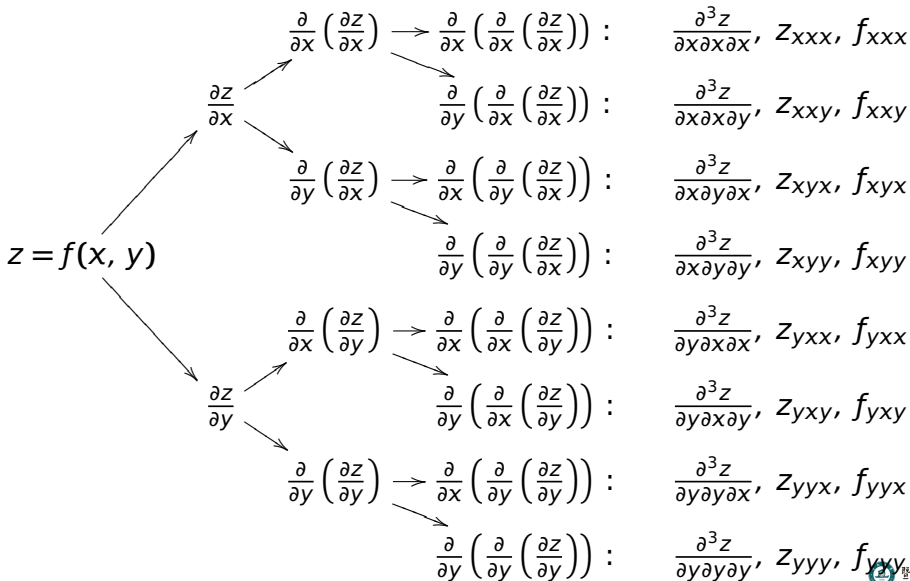 ∂/∂x (∂z/∂x) → ∂/∂x (∂/∂x (∂z/∂x)) : ∂³z/∂x∂x∂x, z_xxx, f_xxx
∂z/∂x ∂/∂y (∂/∂x (∂z/∂x)) : ∂³z/∂x∂x∂y, z_xxy, f_xxy
∂/∂y (∂z/∂x) → ∂/∂x (∂/∂y (∂z/∂x)) : ∂³z/∂x∂y∂x, z_xyx, f_xyx
z = f(x, y) ∂/∂y (∂/∂y (∂z/∂x)) : ∂³z/∂x∂y∂y, z_xyy, f_xyy
∂/∂x (∂z/∂y) → ∂/∂x (∂/∂x (∂z/∂y)) : ∂³z/∂y∂x∂x, z_yxx, f_yxx
∂z/∂y ∂/∂y (∂/∂x (∂z/∂y)) : ∂³z/∂y∂x∂y, z_yxy, f_yxy
∂/∂y (∂z/∂y) → ∂/∂x (∂/∂y (∂z/∂y)) : ∂³z/∂y∂y∂x, z_yyx, f_yyx
∂/∂y (∂/∂y (∂z/∂y)) : ∂³z/∂y∂y∂y, z_yyy, f_yyy